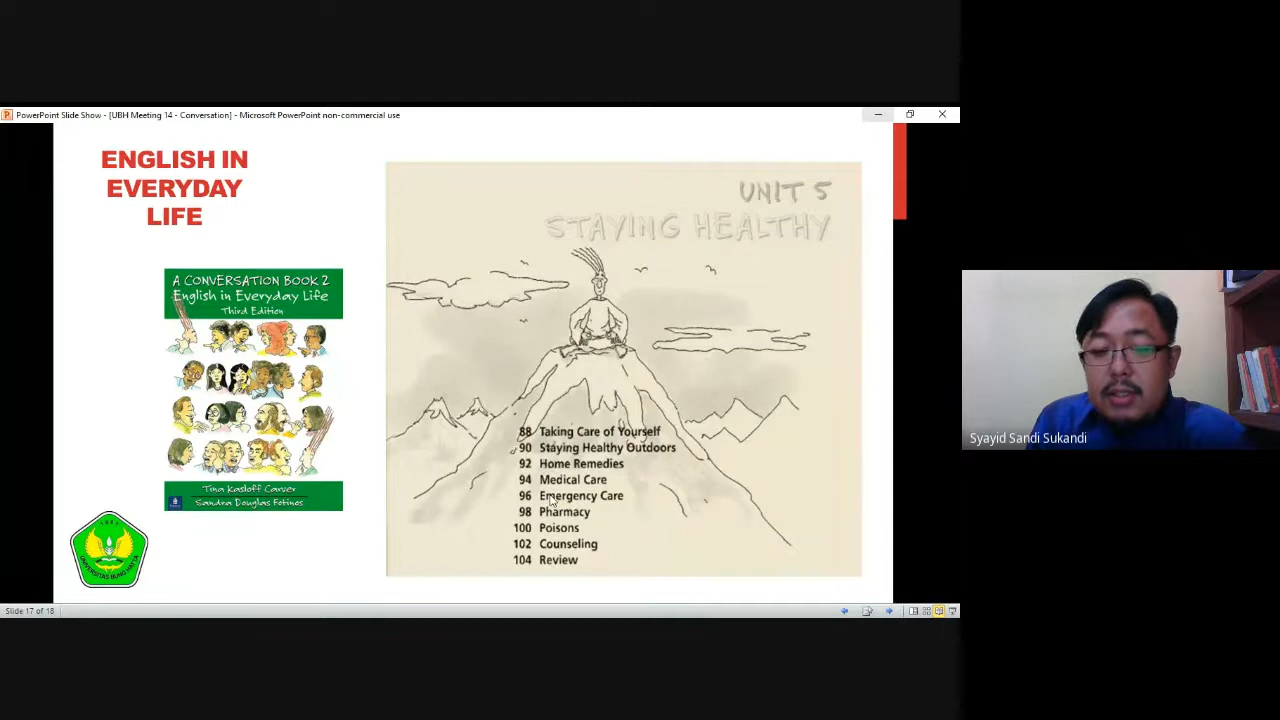 PowerPoint Slide Show - [UBH Meeting 14 - Conversation] - Microsoft PowerPoint non-commercial use
ENGLISH IN
EVERYDAY
LIFE
A CONVERSATION BOOK 2
English in Everyday Life
Third Edition
Tina Kasloff Carver
Sandra Douglas Fotinos
UNIVERSITAS BUNG HATTA
UNIT 5
STAYING HEALTHY
88 Taking Care of Yourself
90 Staying Healthy Outdoors
92 Home Remedies
94 Medical Care
96 Emergency Care
98 Pharmacy
100 Poisons
102 Counseling
104 Review
Slide 17 of 18
Syayid Sandi Sukandi